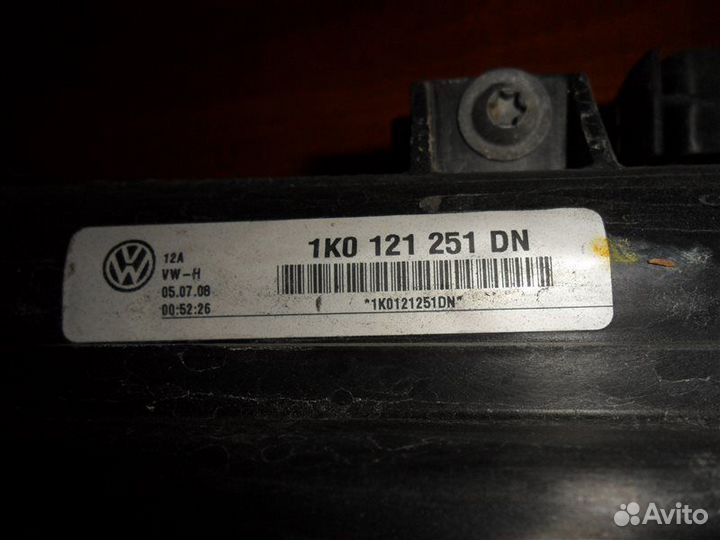 1K0 121 251 DN
12A
VW-H
05.07.08
00:52:26
*1K0121251DN*
Avito